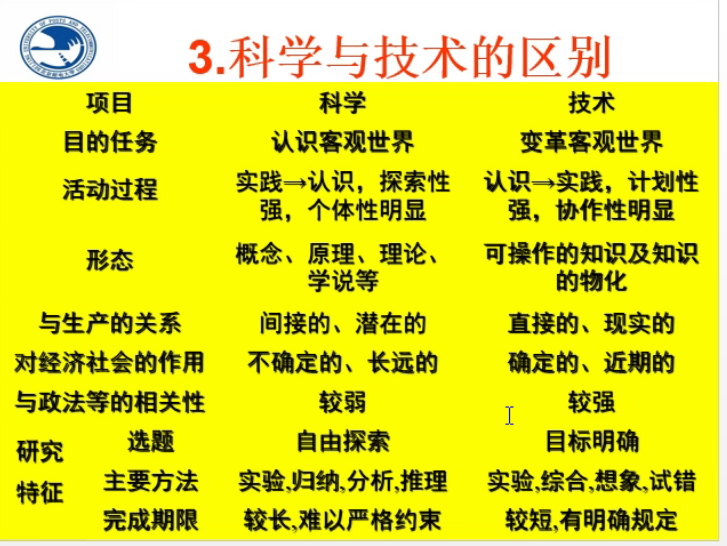 3.科学与技术的区别
项目 科学 技术
目的任务 认识客观世界 变革客观世界
活动过程 实践→认识，探索性 认识→实践，计划性
强，个体性明显 强，协作性明显
形态 概念、原理、理论、 可操作的知识及知识
学说等 的物化
与生产的关系 间接的、潜在的 直接的、现实的
对经济社会的作用 不确定的、长远的 确定的、近期的
与政法等的相关性 较弱 较强
研究 选题 自由探索 目标明确
特征 主要方法 实验,归纳,分析,推理 实验,综合,想象,试错
完成期限 较长,难以严格约束 较短,有明确规定